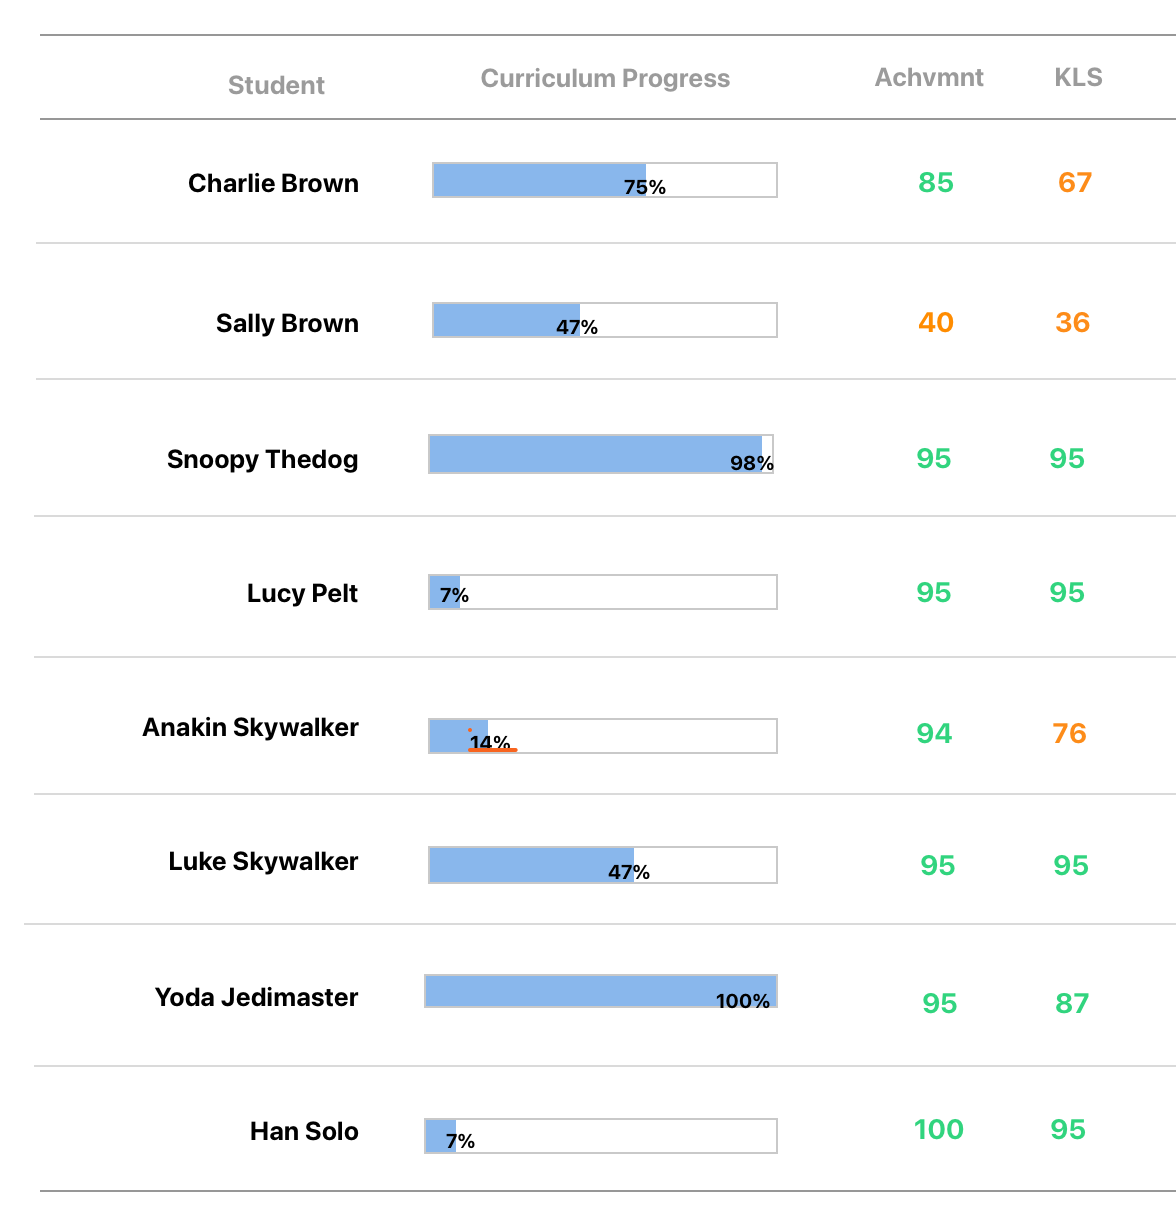 Student Curriculum Progress Achvmnt KLS
Charlie Brown 75% 85 67
Sally Brown 47% 40 36
Snoopy Thedog 98% 95 95
Lucy Pelt 7% 95 95
Anakin Skywalker 14% 94 76
Luke Skywalker 47% 95 95
Yoda Jedimaster 100% 95 87
Han Solo 7% 100 95